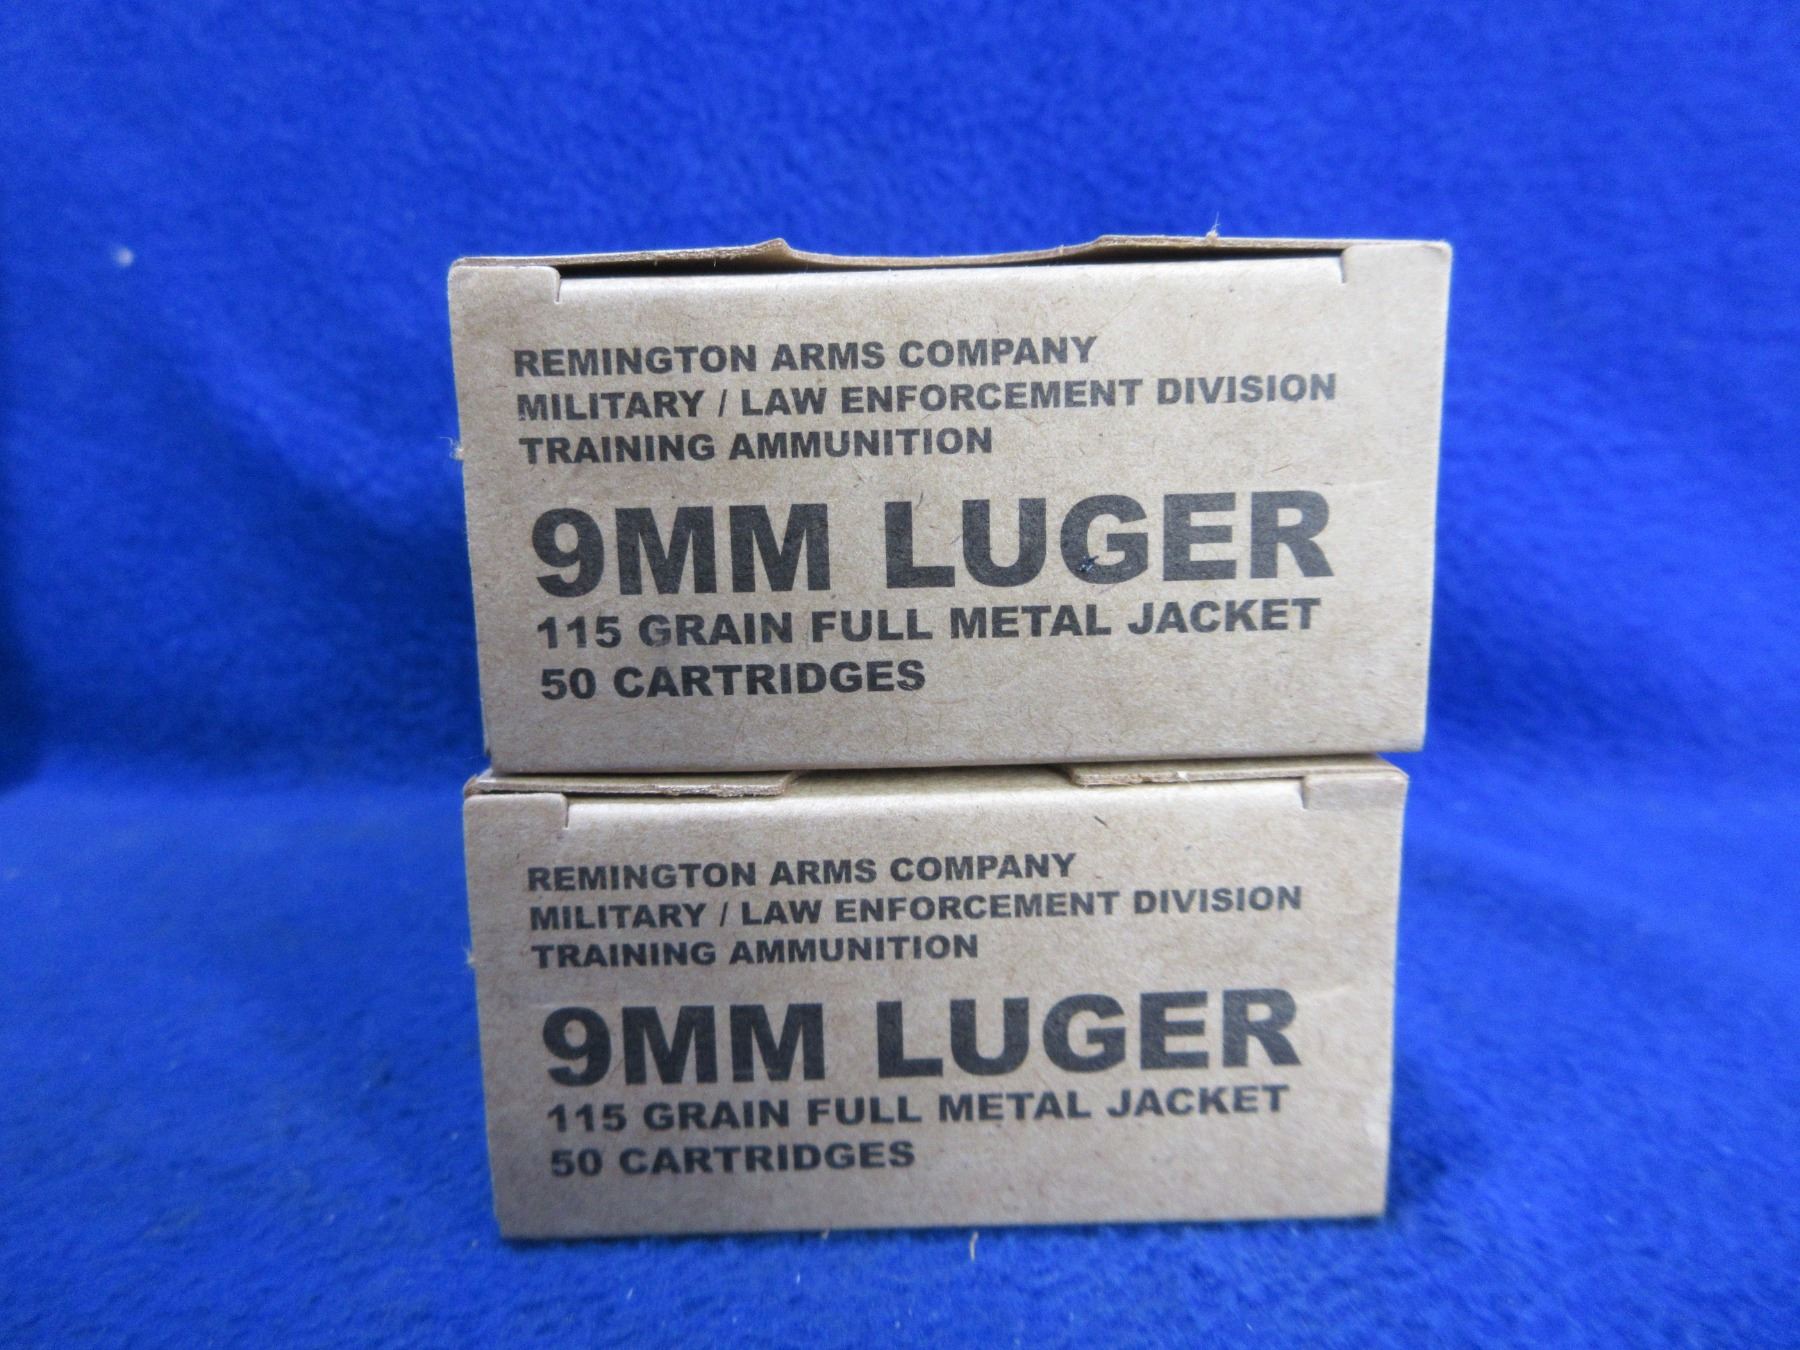 REMINGTON ARMS COMPANY
MILITARY / LAW ENFORCEMENT DIVISION
TRAINING AMMUNITION
9MM LUGER
115 GRAIN FULL METAL JACKET
50 CARTRIDGES
REMINGTON ARMS COMPANY
MILITARY / LAW ENFORCEMENT DIVISION
TRAINING AMMUNITION
9MM LUGER
115 GRAIN FULL METAL JACKET
50 CARTRIDGES